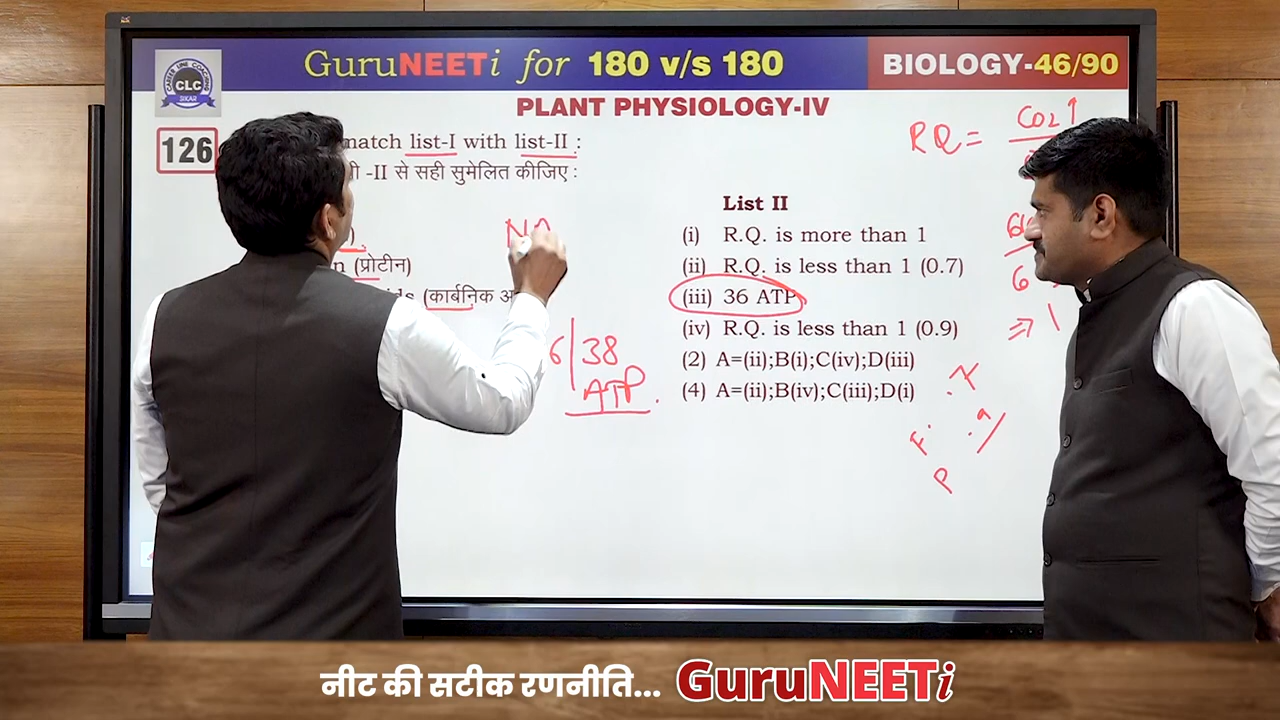 GuruNEETi for 180 v/s 180
BIOLOGY-46/90
CLC
SIKAR
PLANT PHYSIOLOGY-IV
RQ = CO2↑
126
match list-I with list-II :
-II से सही सुमेलित कीजिए :
List II
(i) R.Q. is more than 1
(प्रोटीन)
(ii) R.Q. is less than 1 (0.7)
(कार्बनिक
(iii) 36 ATP
(iv) R.Q. is less than 1 (0.9)
6 | 38
ATP
(2) A=(ii);B(i);C(iv);D(iii)
(4) A=(ii);B(iv);C(iii);D(i)
6
⇒ 1
नीट की सटीक रणनीति... GuruNEETi